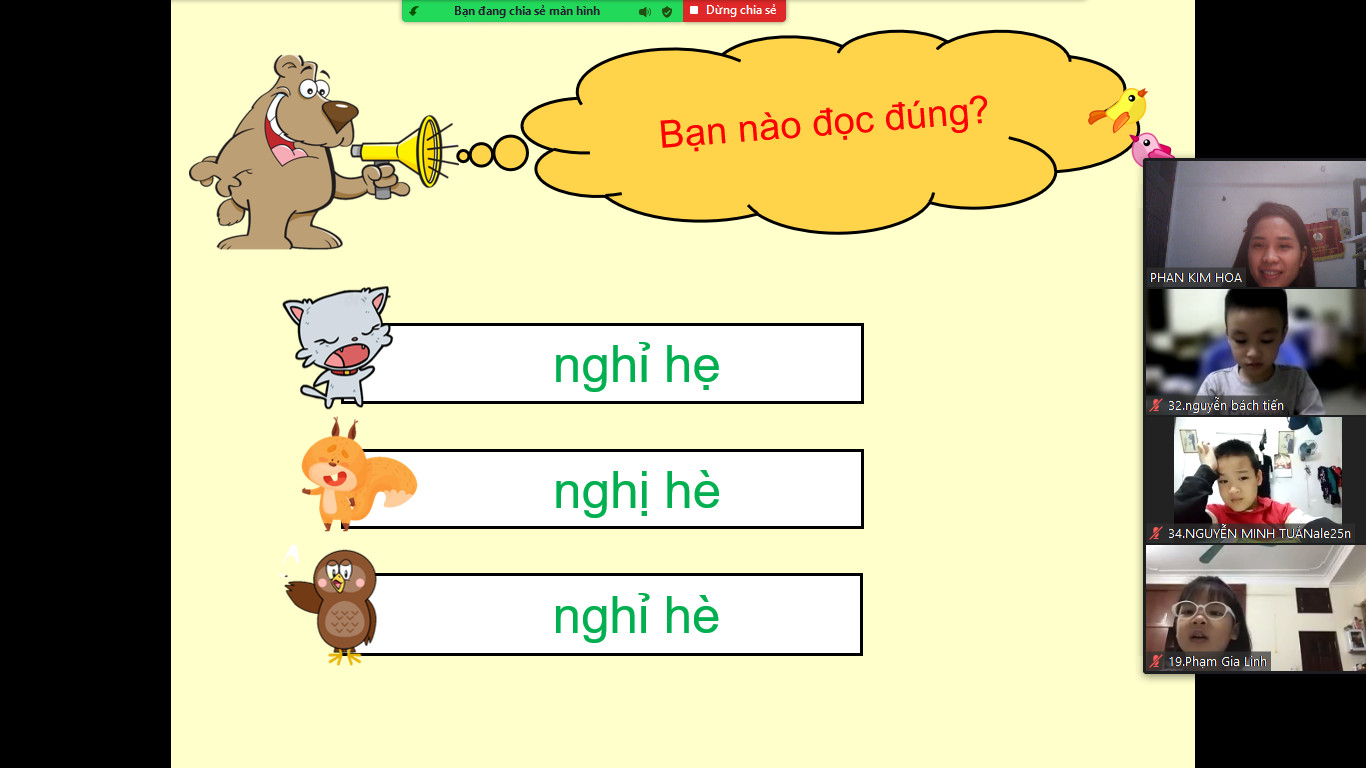 Bạn đang chia sẻ màn hình
Dừng chia sẻ
Bạn nào đọc đúng?
nghỉ hẹ
nghị hè
nghỉ hè
PHAN KIM HOA
32.nguyễn bách tiến
34.NGUYỄN MINH TUẤNale25n
19.Phạm Gia Linh